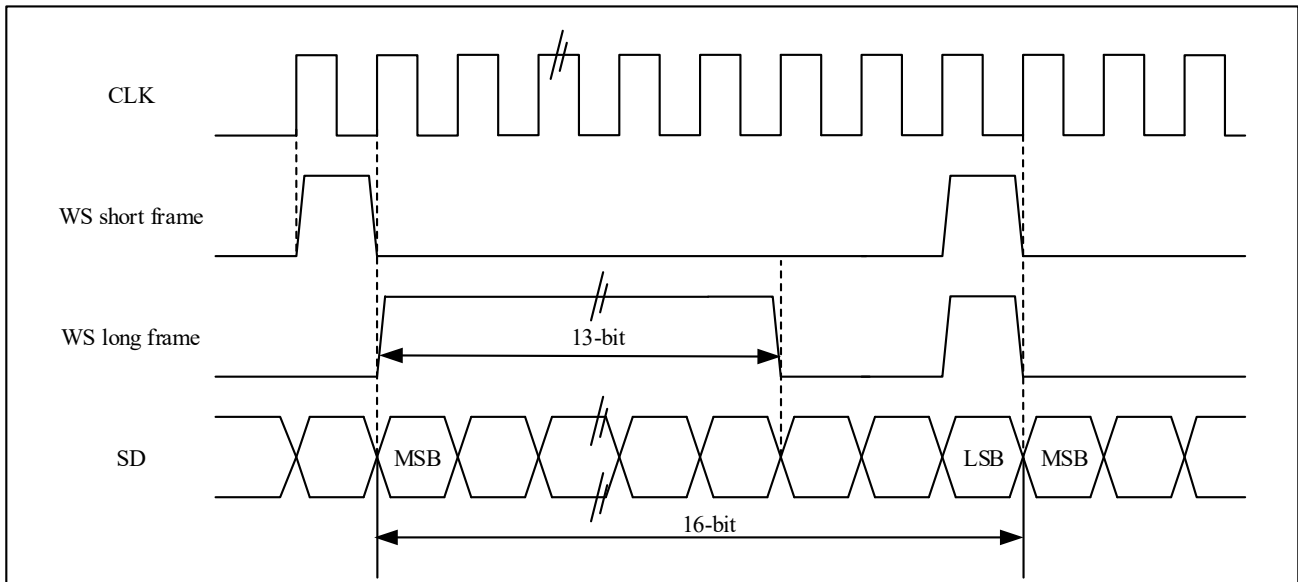 CLK
WS short frame
WS long frame
13-bit
SD
MSB
LSB
MSB
16-bit